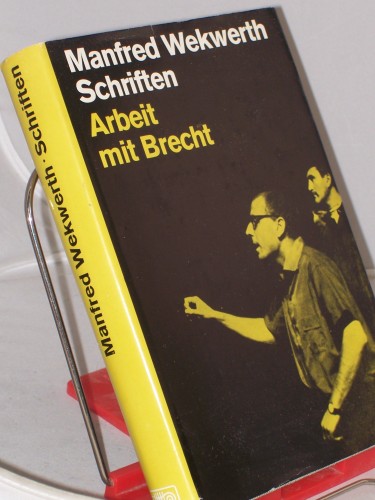 Manfred Wekwerth
Schriften
Arbeit
mit Brecht
Manfred Wekwerth · Schriften